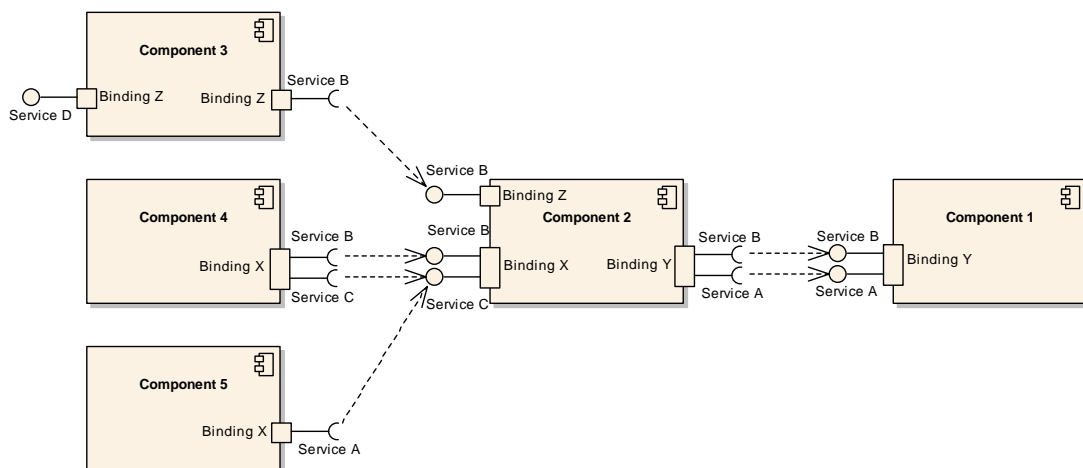 Component 3
Service B
Binding Z
Binding Z
Service D
Service B
Binding Z
Component 4
Component 2
Component 1
Service B
Service B
Service B
Service B
Binding X
Binding X
Binding Y
Binding Y
Service C
Service C
Service A
Service A
Component 5
Binding X
Service A